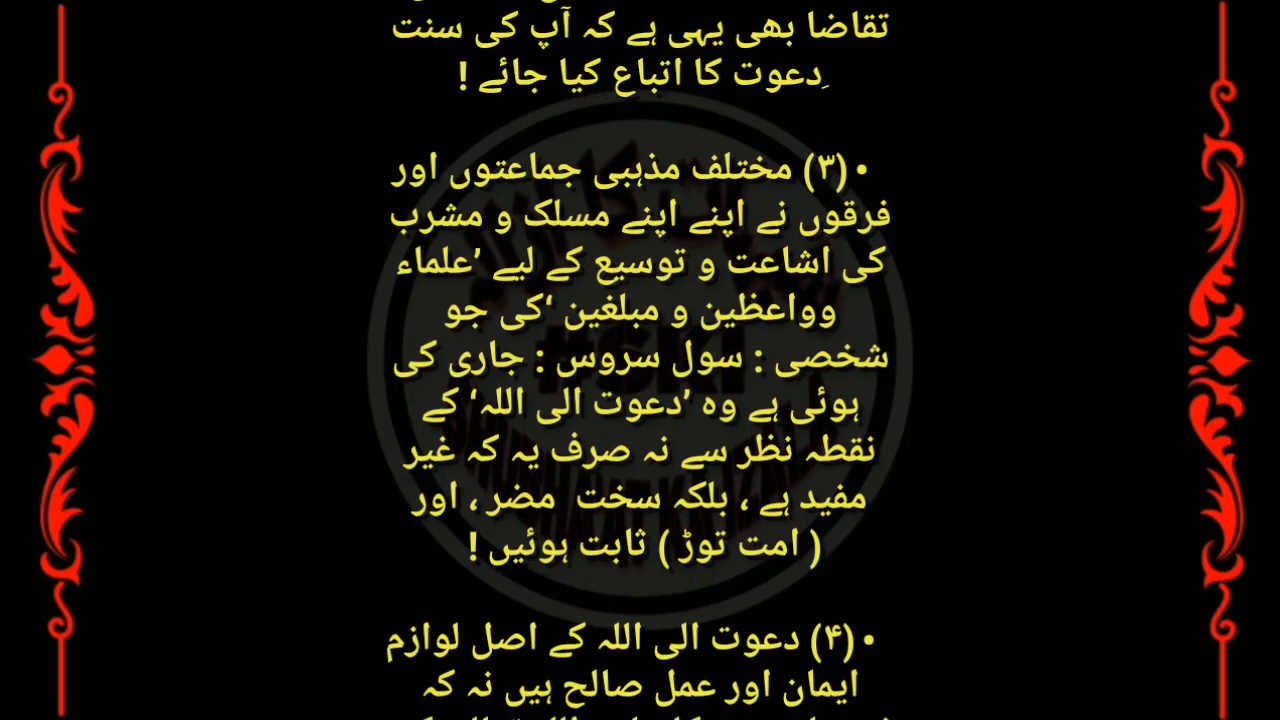 تقاضا بھی یہی ہے کہ آپ کی سنت
ِدعوت کا اتباع کیا جائے !
• (۳) مختلف مذہبی جماعتوں اور
فرقوں نے اپنے اپنے مسلک و مشرب
کی اشاعت و توسیع کے لیے ’علماء
وواعظین و مبلغین ‘کی جو
شخصی : سول سروس : جاری کی
ہوئی ہے وہ ’دعوت الی اللہ‘ کے
نقطہ نظر سے نہ صرف یہ کہ غیر
مفید ہے ، بلکہ سخت مضر ، اور
( امت توڑ ) ثابت ہوئیں !
• (۴) دعوت الی اللہ کے اصل لوازم
ایمان اور عمل صالح ہیں نہ کہ
#SKI